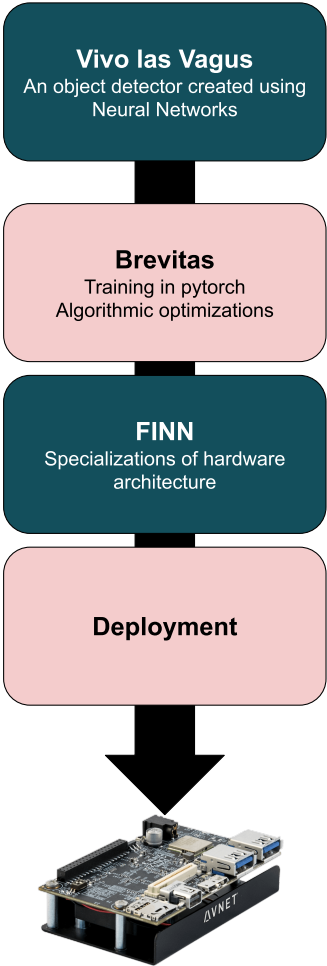 Vivo las Vagus
An object detector created using
Neural Networks
Brevitas
Training in pytorch
Algorithmic optimizations
FINN
Specializations of hardware
architecture
Deployment
AVNET